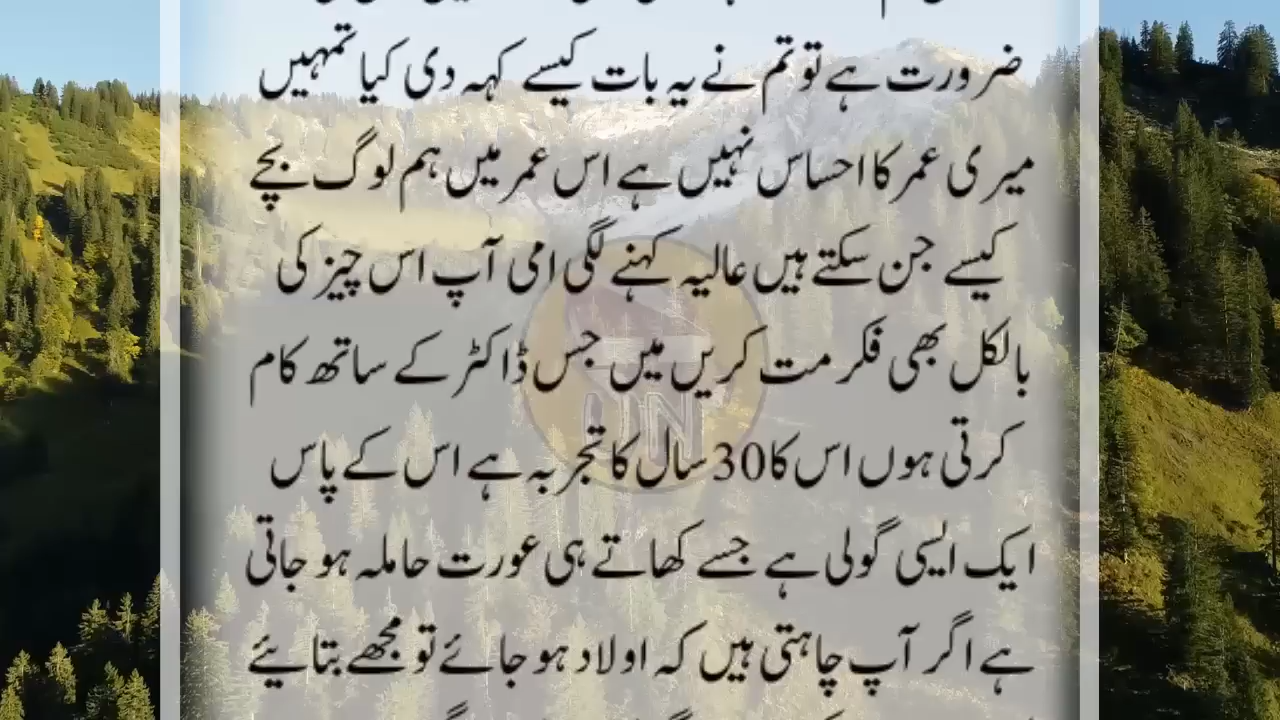 ضرورت ہے تو تم نے یہ بات کیسے کہہ دی کیا تمہیں
میری عمر کا احساس نہیں ہے اس عمر میں ہم لوگ بچے
کیسے جن سکتے ہیں عالیہ کہنے لگی امی آپ اس چیز کی
بالکل بھی فکر مت کریں میں جس ڈاکٹر کے ساتھ کام
کرتی ہوں اس کا 30 سال کا تجربہ ہے اس کے پاس
ایک ایسی گولی ہے جسے کھاتے ہی عورت حاملہ ہو جاتی
ہے اگر آپ چاہتی ہیں کہ اولاد ہو جائے تو مجھے بتایئے
UN